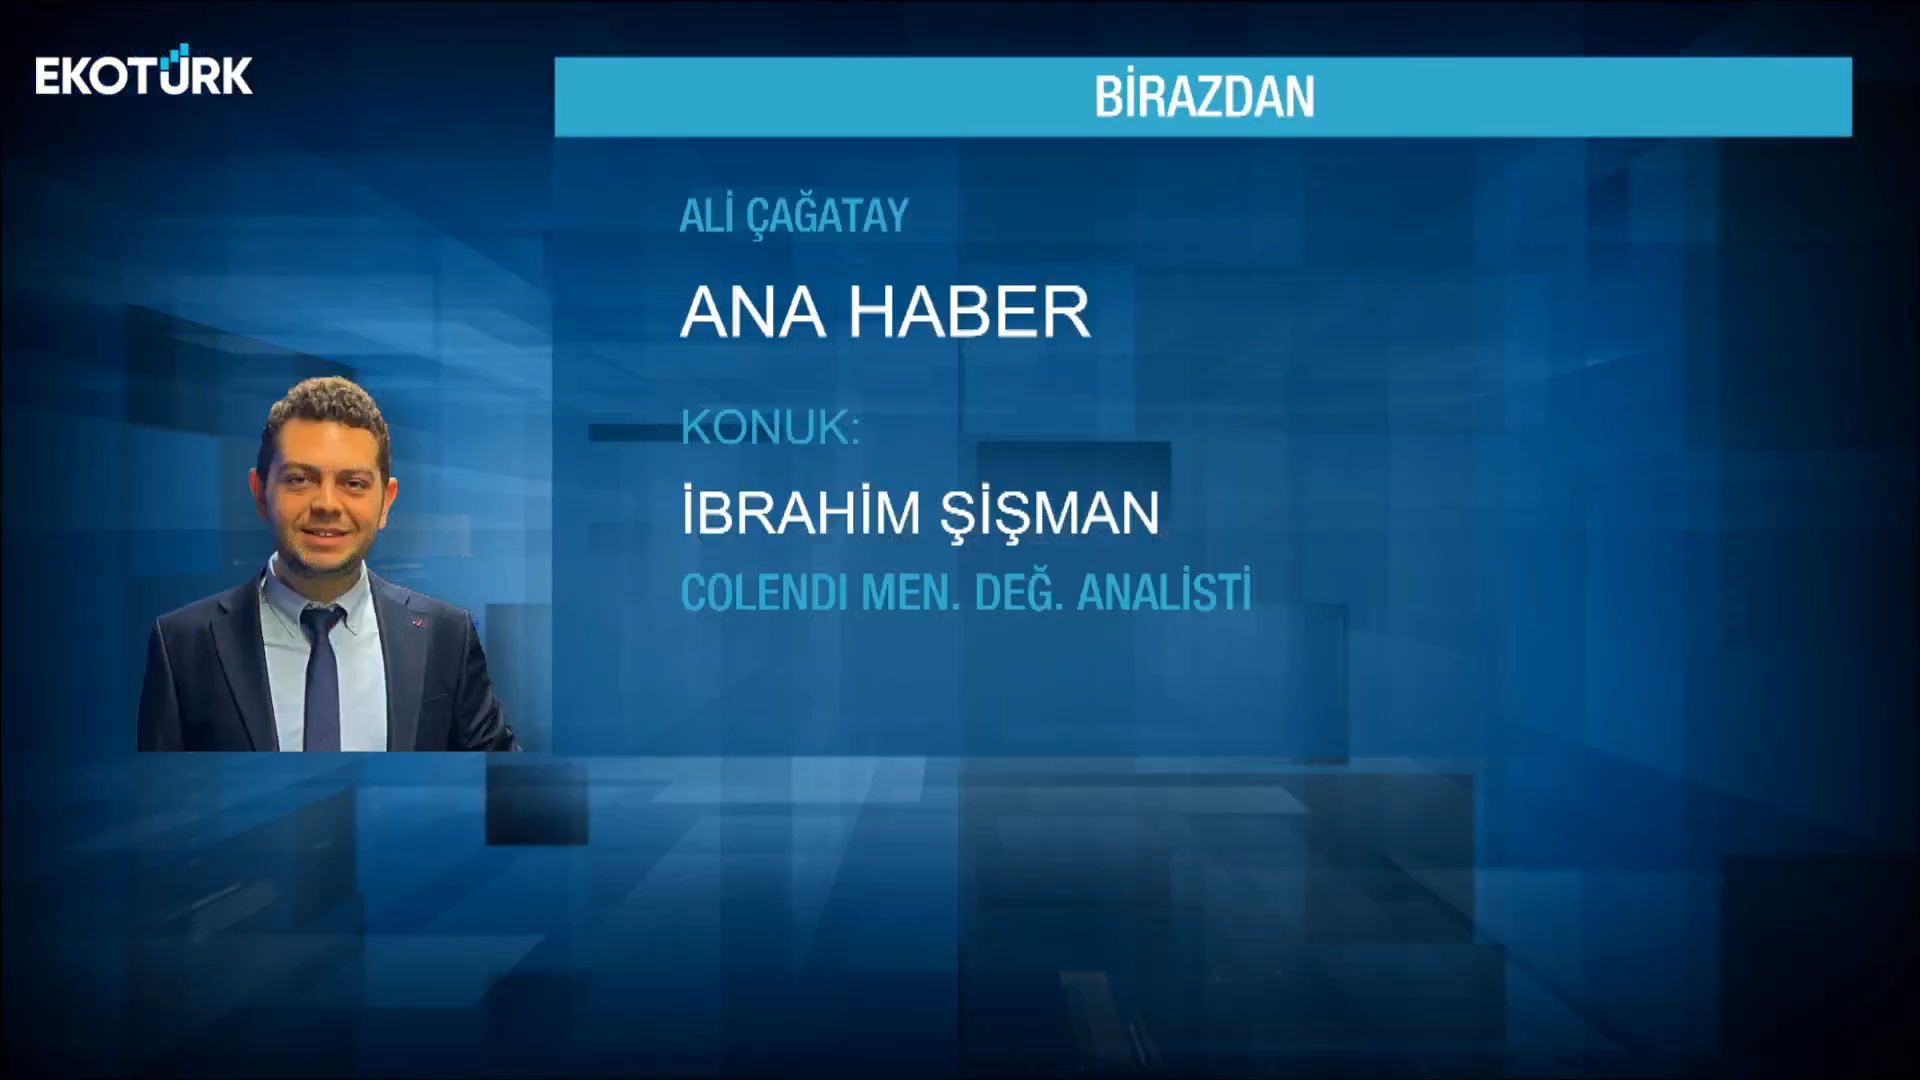 EKOTÜRK
BİRAZDAN
ALİ ÇAĞATAY
ANA HABER
KONUK:
İBRAHİM ŞİŞMAN
COLENDI MEN. DEĞ. ANALİSTİ